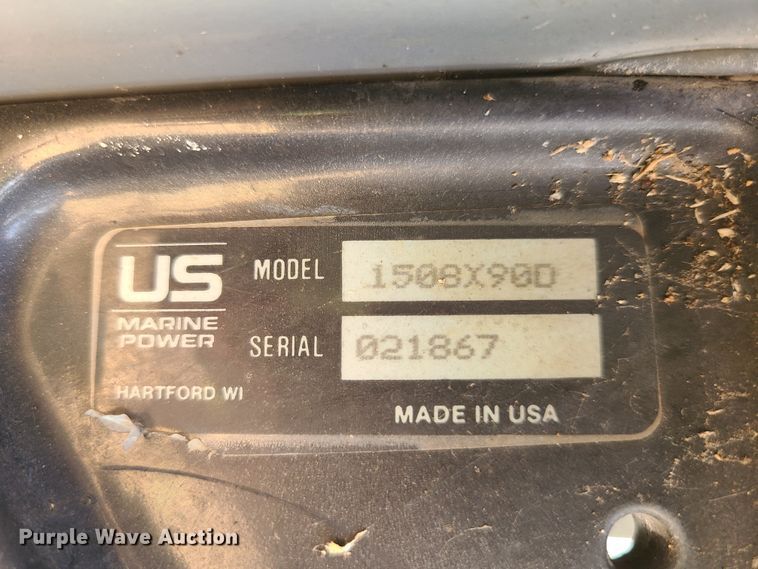 US
MARINE
POWER
HARTFORD WI
MODEL 1508X90D
SERIAL 021867
MADE IN USA
Purple Wave Auction